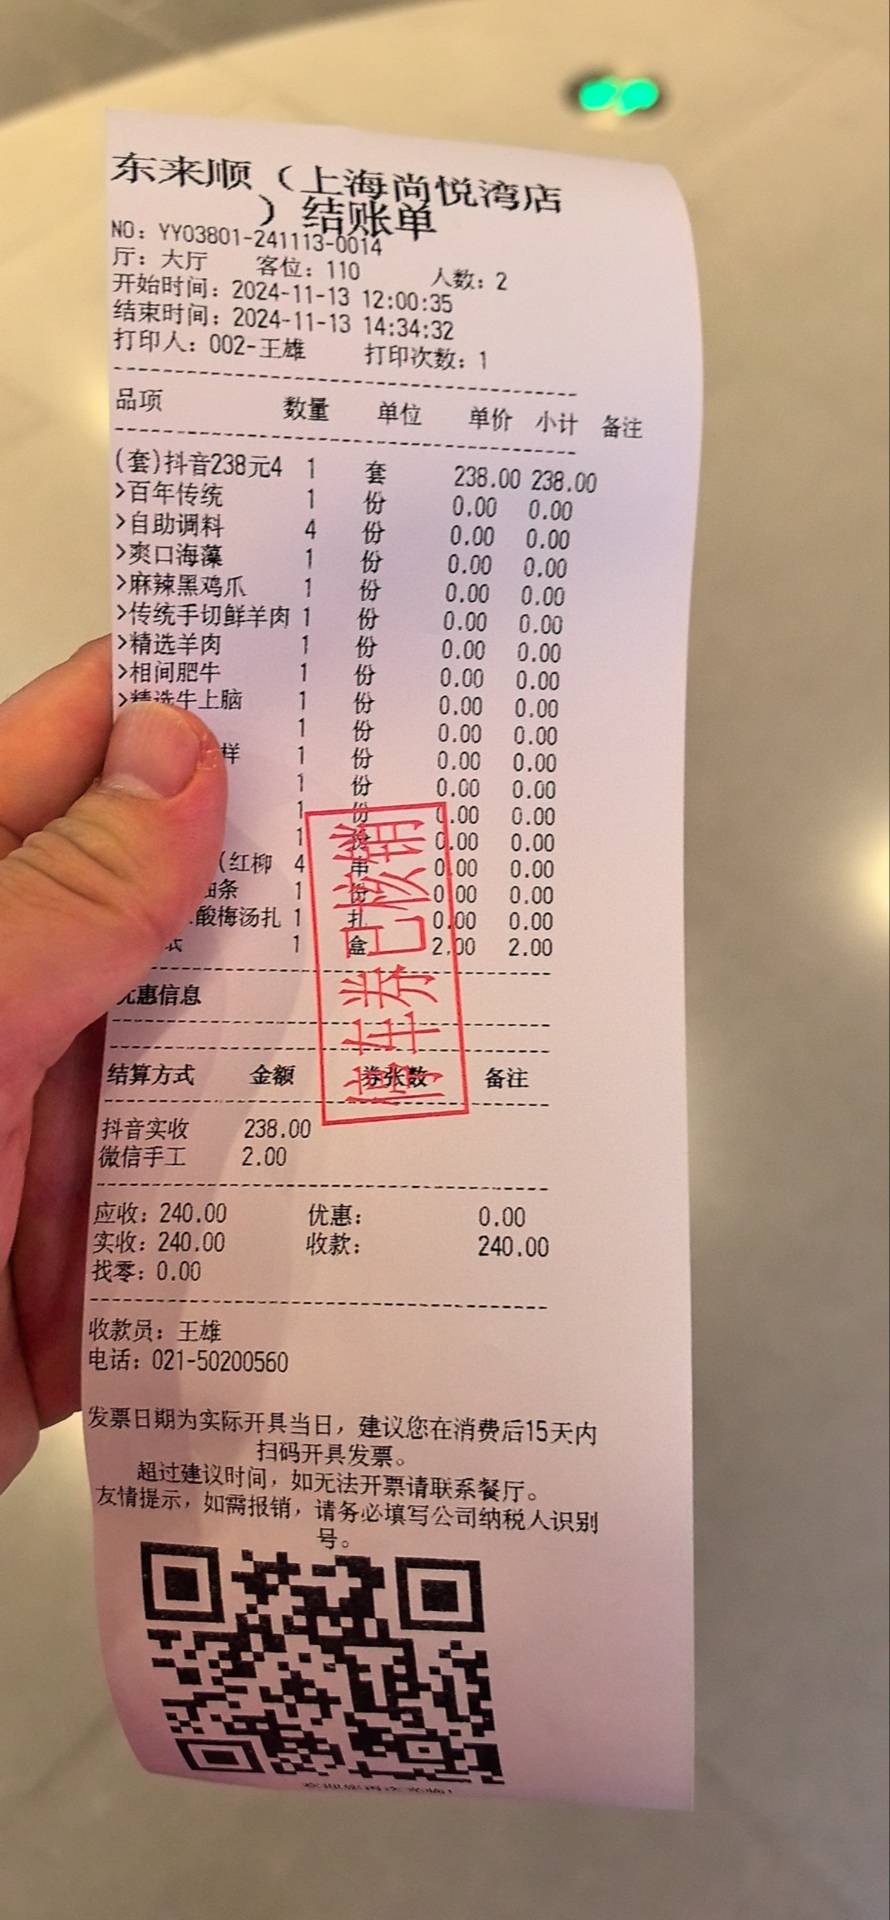 东来顺（上海尚悦湾店
）结账单
NO: YY03801-241113-0014
厅: 大厅 客位: 110 人数: 2
开始时间: 2024-11-13 12:00:35
结束时间: 2024-11-13 14:34:32
打印人: 002-王雄 打印次数: 1
品项 数量 单位 单价 小计 备注
(套)抖音238元4 1 套 238.00 238.00
>百年传统 1 份 0.00 0.00
>自助调料 4 份 0.00 0.00
>爽口海藻 1 份 0.00 0.00
>麻辣黑鸡爪 1 份 0.00 0.00
>传统手切鲜羊肉 1 份 0.00 0.00
>精选羊肉 1 份 0.00 0.00
>相间肥牛 1 份 0.00 0.00
>精选牛上脑 1 份 0.00 0.00
1 份 0.00 0.00
样 1 份 0.00 0.00
1 份 0.00 0.00
1 份 0.00 0.00
1 份 0.00 0.00
(红柳 4 串 0.00 0.00
油条 1 份 0.00 0.00
酸梅汤扎 1 扎 0.00 0.00
纸 1 盒 2.00 2.00
停车券已核销
优惠信息
结算方式 金额 券张数 备注
抖音实收 238.00
微信手工 2.00
应收: 240.00 优惠: 0.00
实收: 240.00 收款: 240.00
找零: 0.00
收款员: 王雄
电话: 021-50200560
发票日期为实际开具当日，建议您在消费后15天内
扫码开具发票。
超过建议时间，如无法开票请联系餐厅。
友情提示，如需报销，请务必填写公司纳税人识别
号。